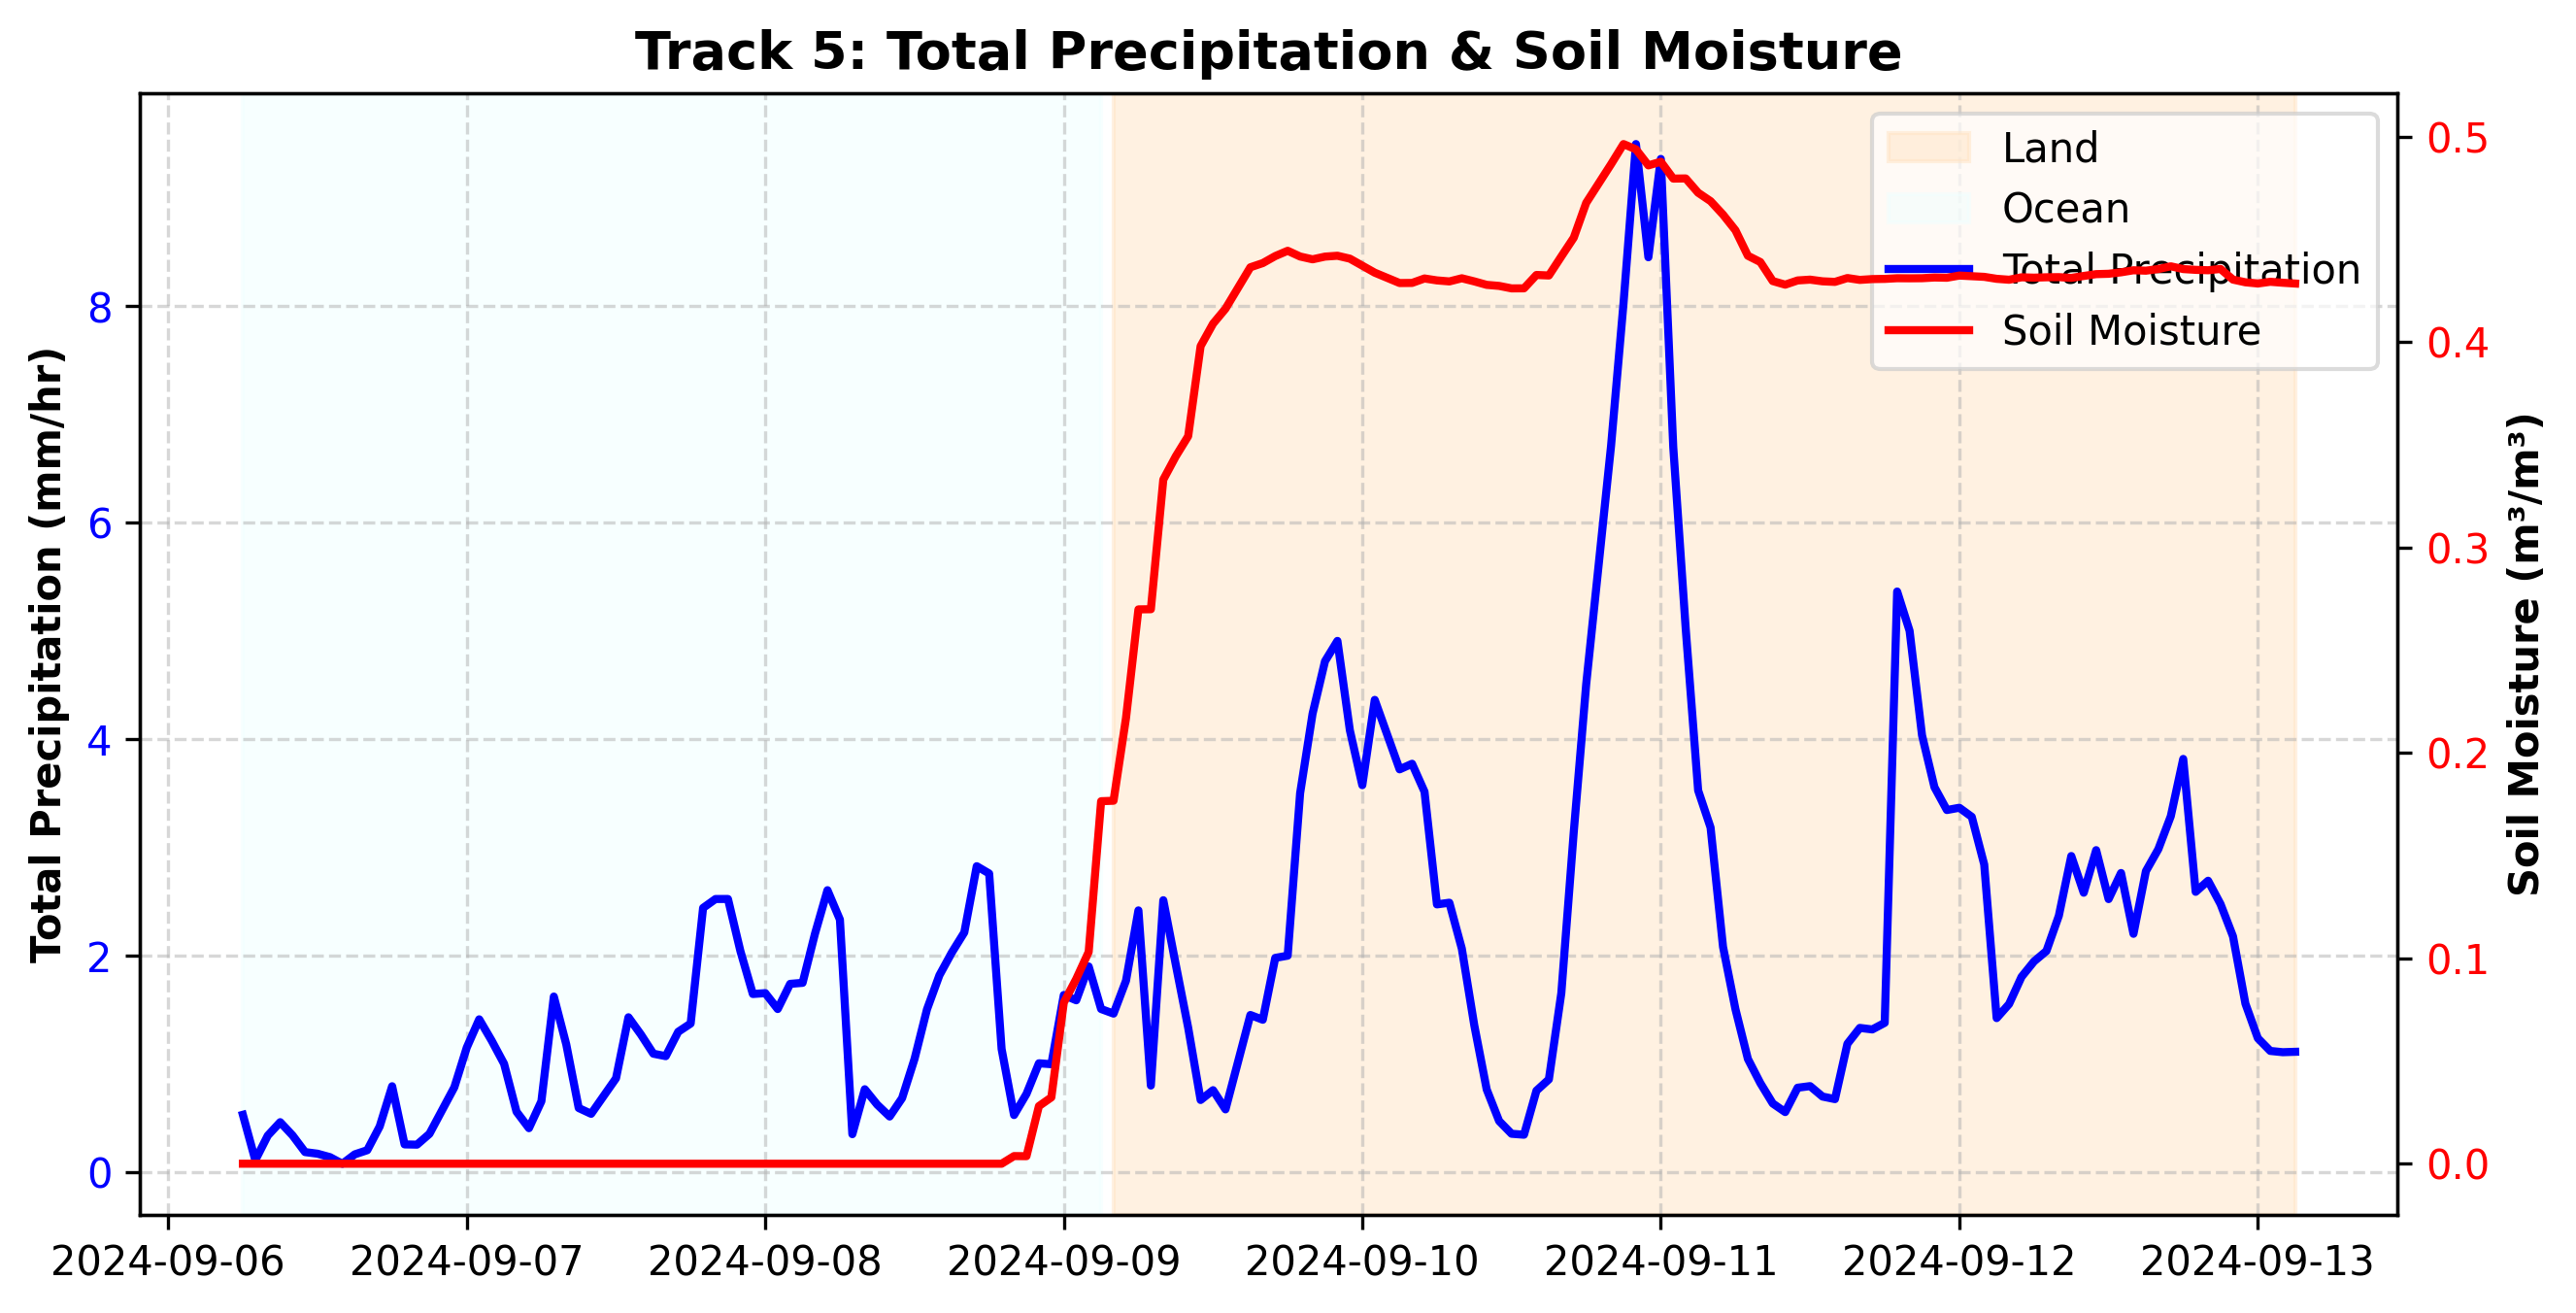 Track 5: Total Precipitation & Soil Moisture
Total Precipitation (mm/hr)
8
6
4
2
0
Land
Ocean
Total Precipitation
Soil Moisture
0.5
0.4
0.3
0.2
0.1
0.0
Soil Moisture (m³/m³)
2024-09-06 2024-09-07 2024-09-08 2024-09-09 2024-09-10 2024-09-11 2024-09-12 2024-09-13